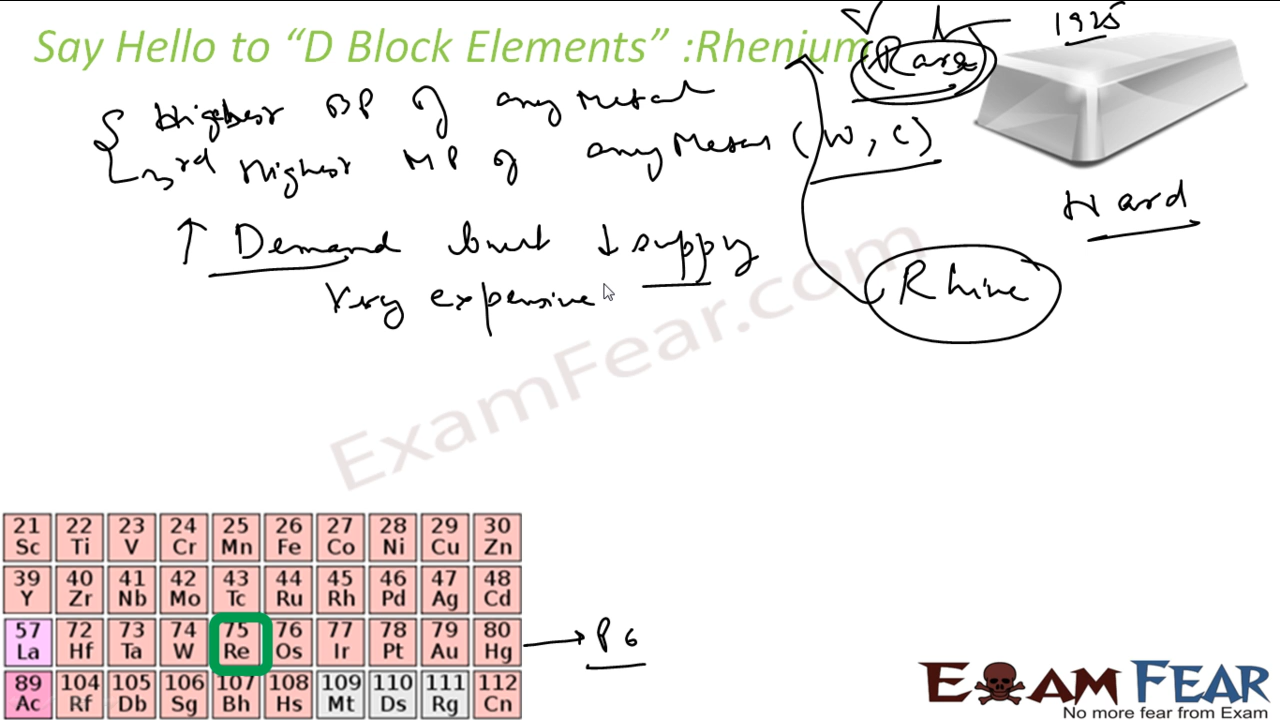 Say Hello to “D Block Elements” :Rhenium
Rare
1925
Highest BP of any Metal
3rd Highest MP of any Metal (W, C)
Hard
↑ Demand but ↓ supply
Very expensive
Rhine
ExamFear.com
21 22 23 24 25 26 27 28 29 30
Sc Ti V Cr Mn Fe Co Ni Cu Zn
39 40 41 42 43 44 45 46 47 48
Y Zr Nb Mo Tc Ru Rh Pd Ag Cd
57 72 73 74 75 76 77 78 79 80
La Hf Ta W Re Os Ir Pt Au Hg
P6
89 104 105 106 107 108 109 110 111 112
Ac Rf Db Sg Bh Hs Mt Ds Rg Cn
EXAM FEAR
No more fear from Exam